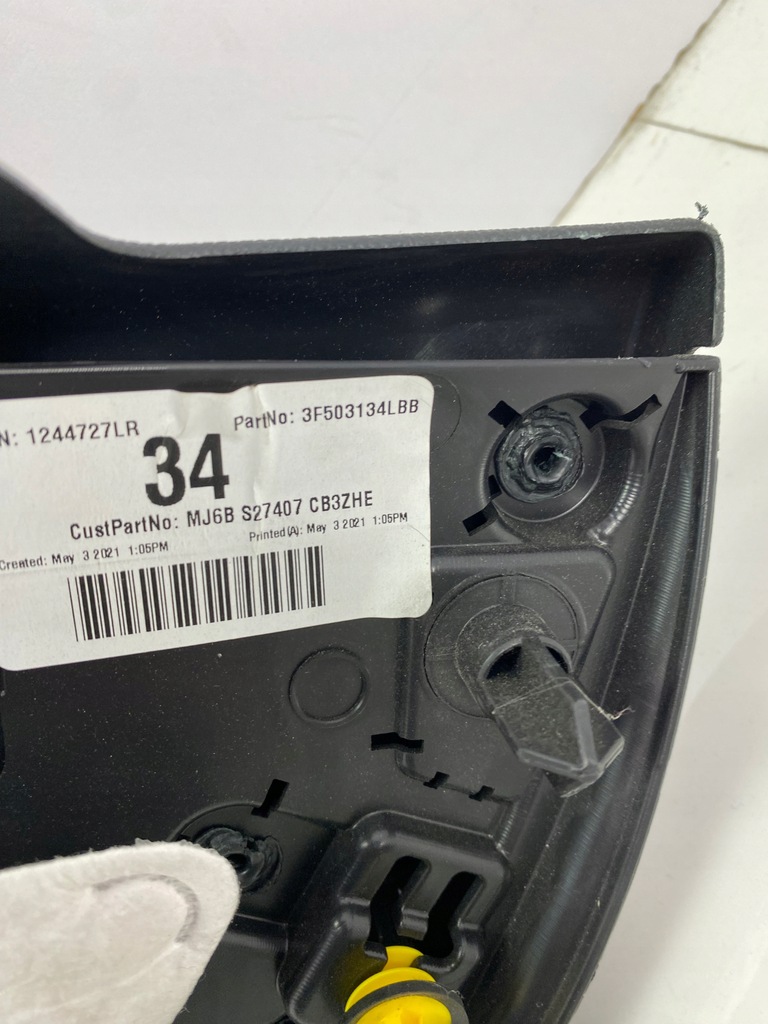 N: 1244727LR
PartNo: 3F503134LBB
34
CustPartNo: MJ6B S27407 CB3ZHE
Created: May 3 2021 1:05PM
Printed(A): May 3 2021 1:05PM